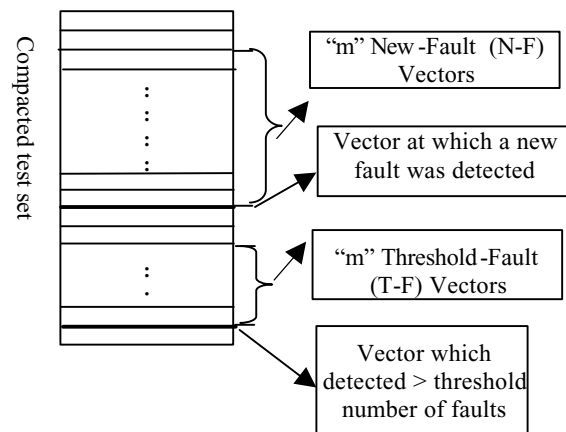 Compacted test set
“m” New-Fault (N-F)
Vectors
Vector at which a new
fault was detected
“m” Threshold-Fault
(T-F) Vectors
Vector which
detected > threshold
number of faults